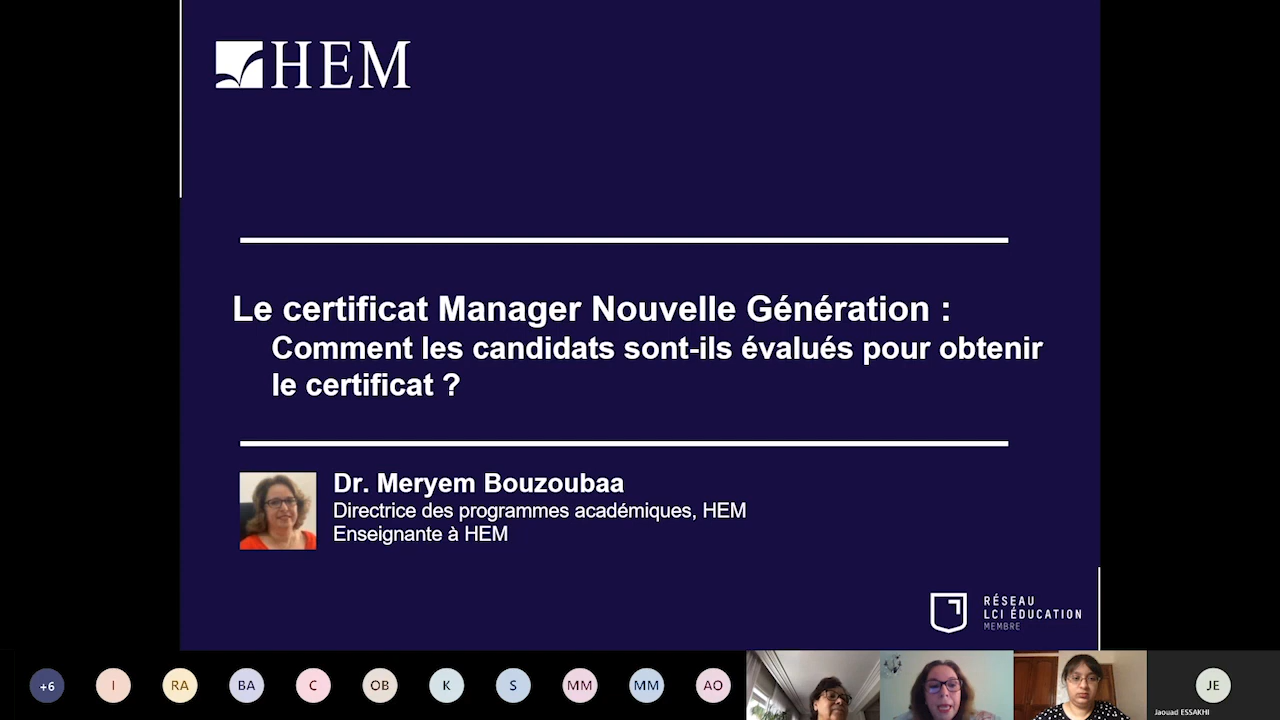 HEM
Le certificat Manager Nouvelle Génération :
Comment les candidats sont-ils évalués pour obtenir
le certificat ?
Dr. Meryem Bouzoubaa
Directrice des programmes académiques, HEM
Enseignante à HEM
RÉSEAU
LCI ÉDUCATION
MEMBRE
+6 I RA BA C OB K S MM MM AO JE
Jaouad ESSAKHI